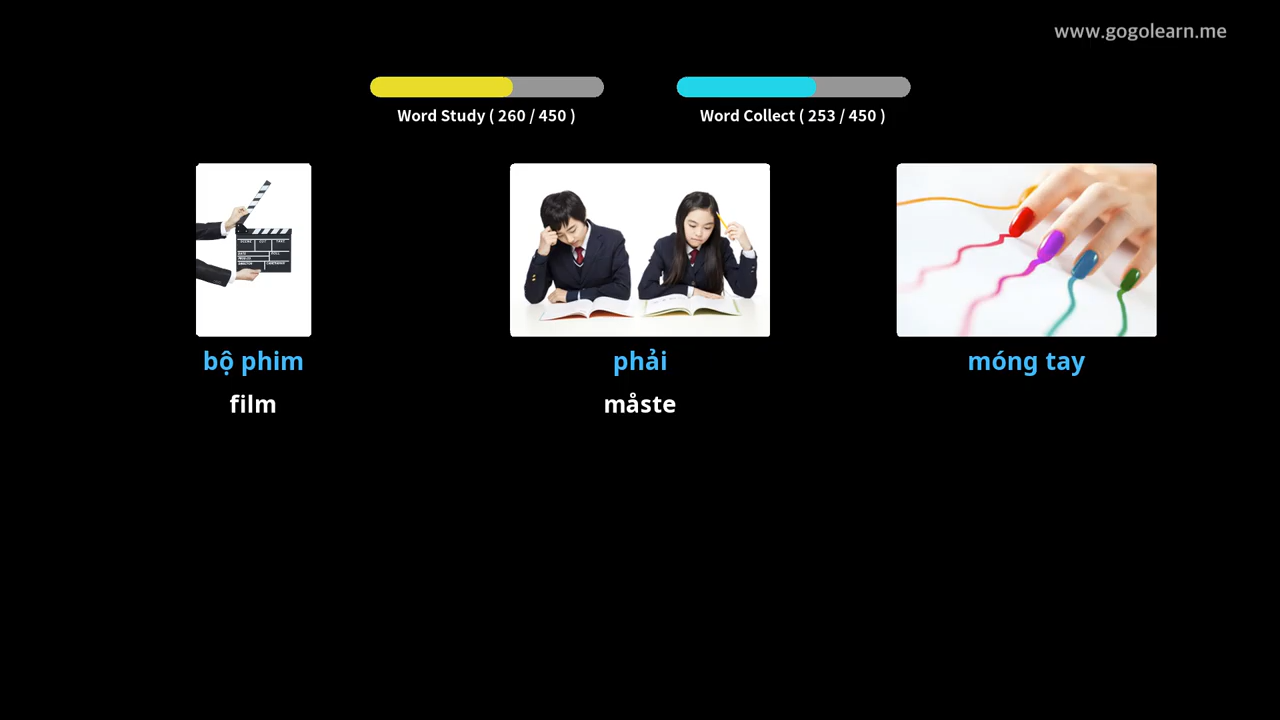 www.gogolearn.me
Word Study ( 260 / 450 )
Word Collect ( 253 / 450 )
bộ phim
phải
móng tay
film
måste